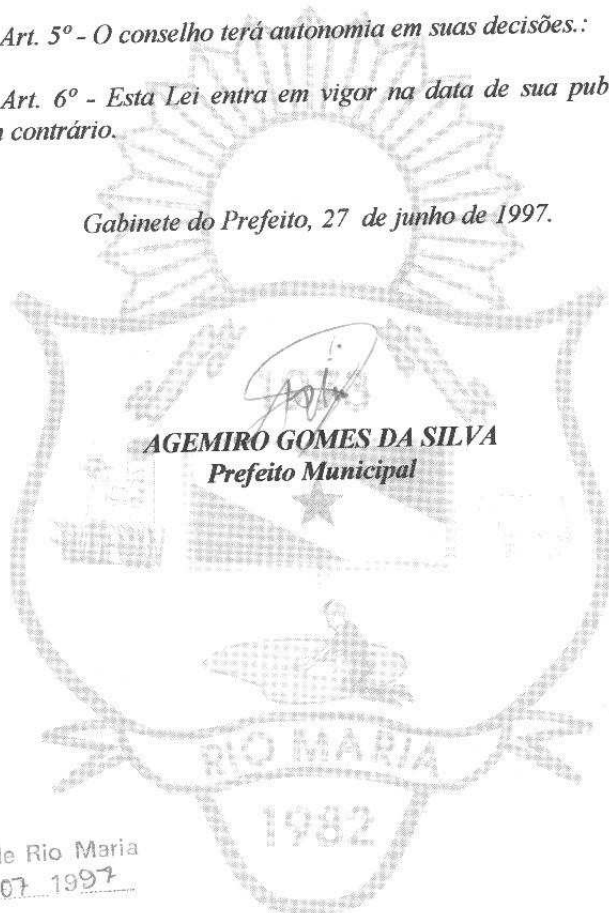 Art. 5º - O conselho terá autonomia em suas decisões.:
Art. 6º - Esta Lei entra em vigor na data de sua pub
contrário.
Gabinete do Prefeito, 27 de junho de 1997.
AGEMIRO GOMES DA SILVA
Prefeito Municipal
RIO MARIA
1982
de Rio Maria
07 1997